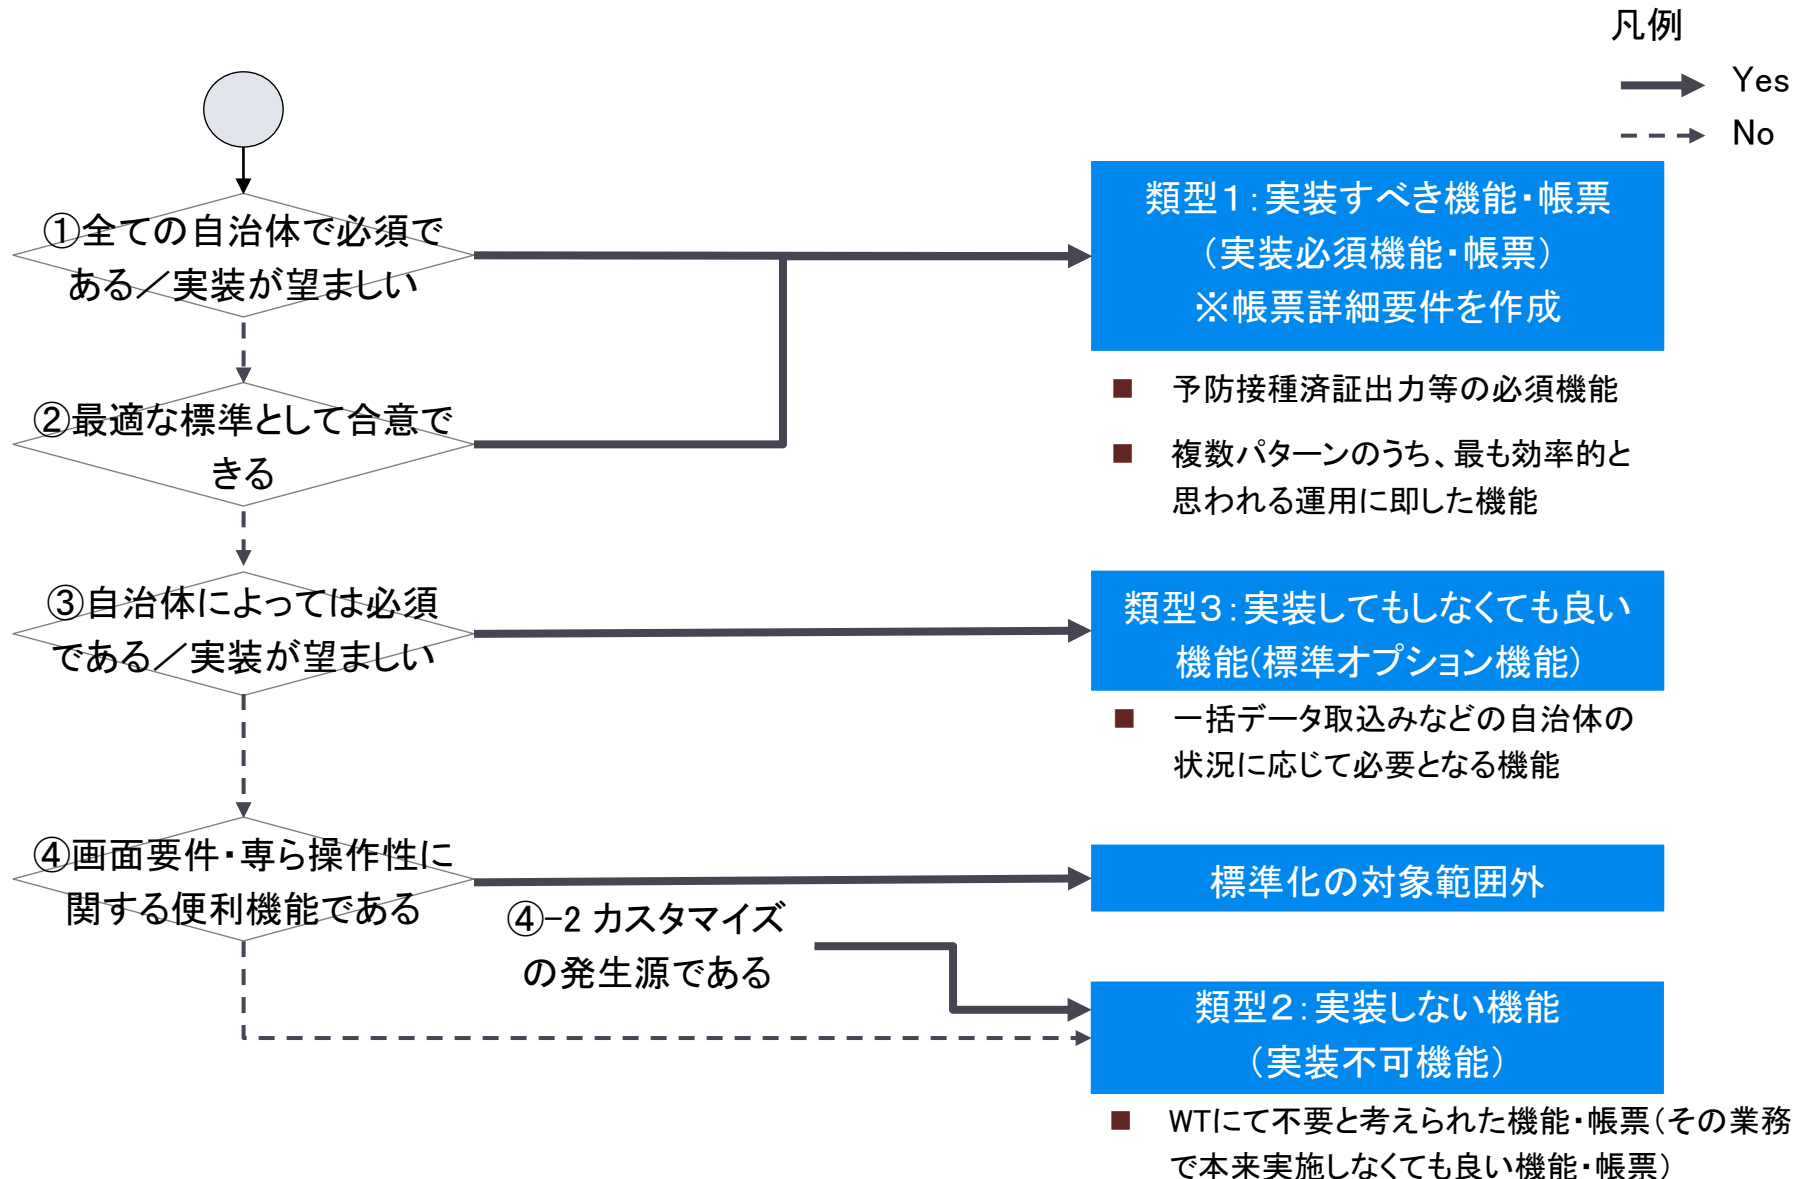 凡例
Yes
No
①全ての自治体で必須で
ある／実装が望ましい
類型１：実装すべき機能・帳票
（実装必須機能・帳票）
※帳票詳細要件を作成
■ 予防接種済証出力等の必須機能
■ 複数パターンのうち、最も効率的と
思われる運用に即した機能
②最適な標準として合意で
きる
③自治体によっては必須
である／実装が望ましい
類型３：実装してもしなくても良い
機能(標準オプション機能）
■ 一括データ取込みなどの自治体の
状況に応じて必要となる機能
④画面要件・専ら操作性に
関する便利機能である
標準化の対象範囲外
④-2 カスタマイズ
の発生源である
類型２：実装しない機能
（実装不可機能）
■ WTにて不要と考えられた機能・帳票（その業務
で本来実施しなくても良い機能・帳票）